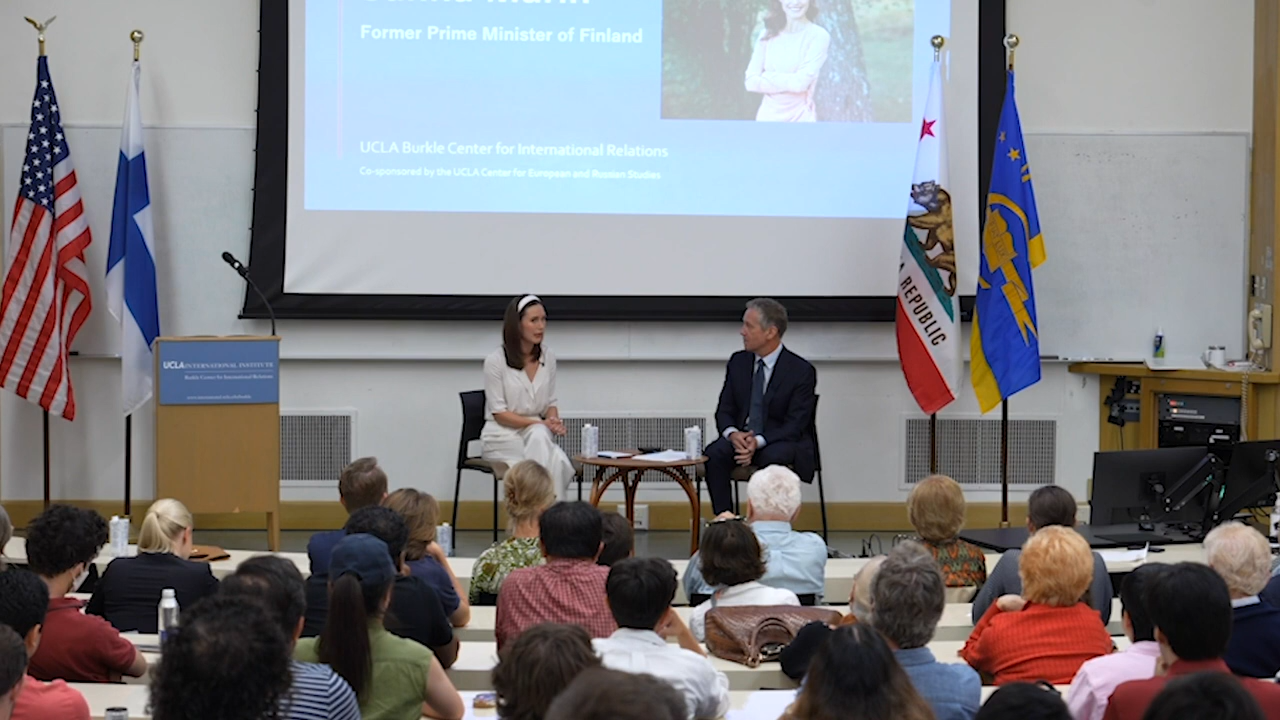 Former Prime Minister of Finland
UCLA Burkle Center for International Relations
Co-sponsored by the UCLA Center for European and Russian Studies
UCLA INTERNATIONAL INSTITUTE
Burkle Center for International Relations
REPUBLIC